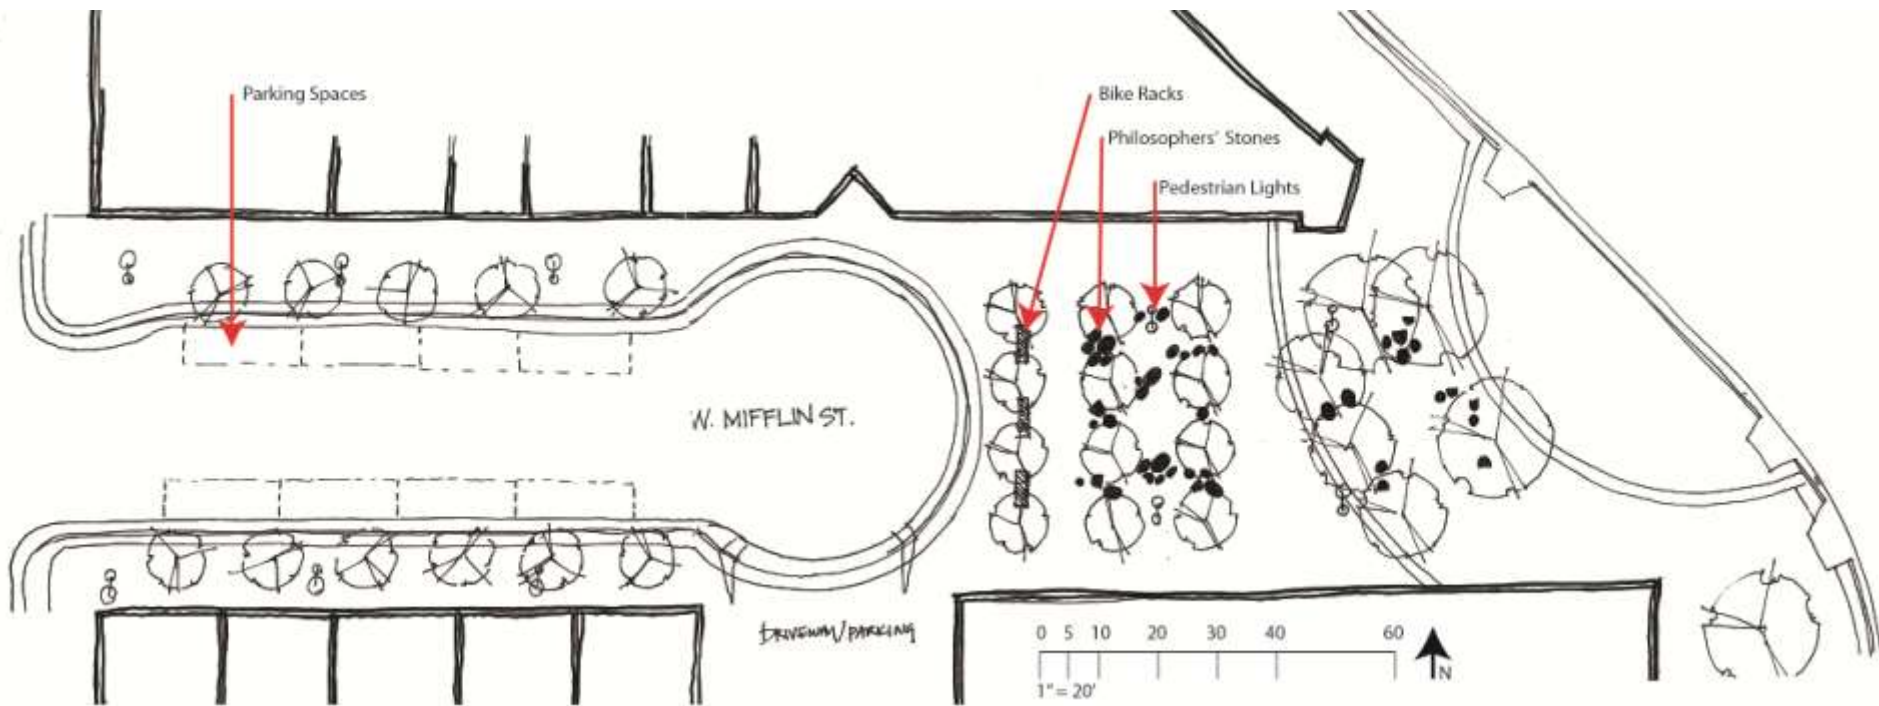 Parking Spaces
Bike Racks
Philosophers' Stones
Pedestrian Lights
W. MIFFLIN ST.
DRIVEWAY/PARKING
0 5 10 20 30 40 60
N
1" = 20'